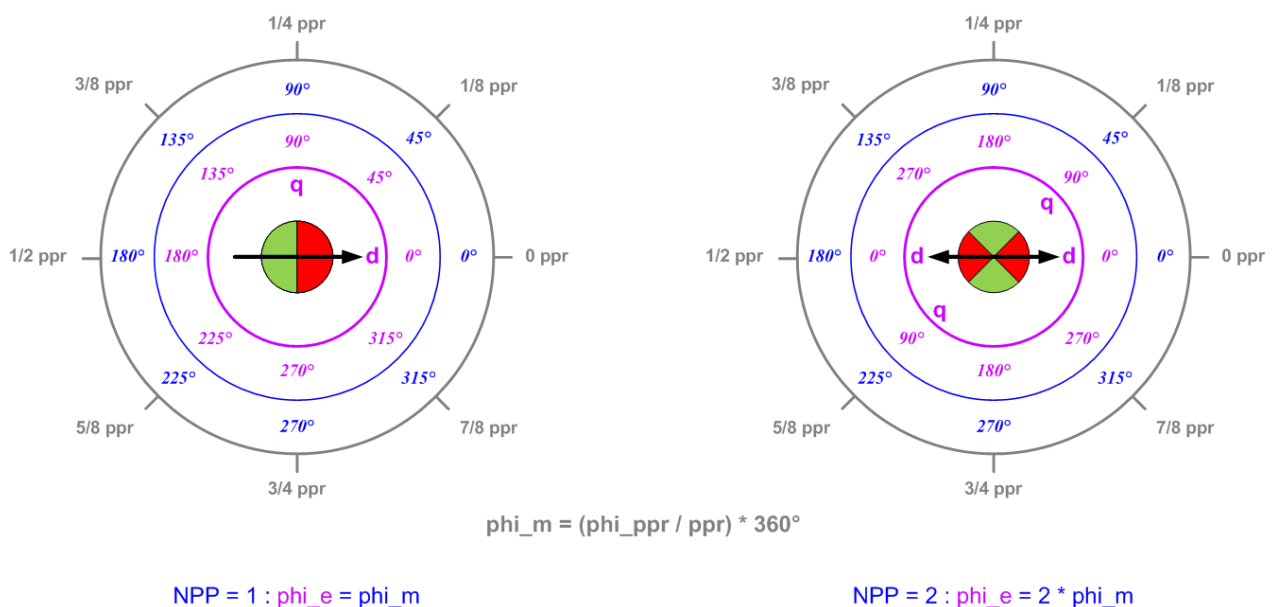 1/4 ppr
1/4 ppr
3/8 ppr
1/8 ppr
3/8 ppr
1/8 ppr
90°
90°
135°
45°
135°
45°
90°
180°
135°
45°
270°
90°
q
q
1/2 ppr
180°
180°
d
0°
0°
0 ppr
1/2 ppr
180°
0°
d
d
0°
0°
0 ppr
q
225°
315°
90°
270°
270°
180°
225°
315°
225°
315°
5/8 ppr
7/8 ppr
5/8 ppr
7/8 ppr
270°
270°
3/4 ppr
3/4 ppr
phi_m = (phi_ppr / ppr) * 360°
NPP = 1 : phi_e = phi_m
NPP = 2 : phi_e = 2 * phi_m